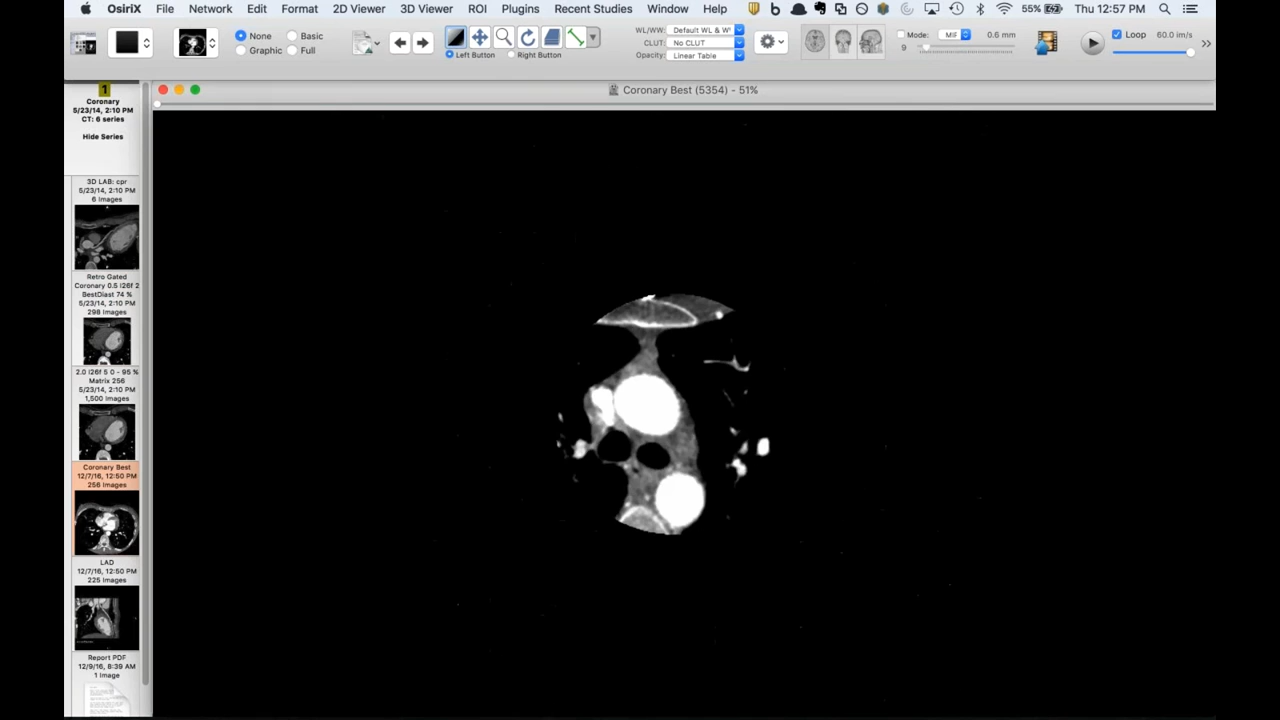 OsiriX File Network Edit Format 2D Viewer 3D Viewer ROI Plugins Recent Studies Window Help 55% Thu 12:57 PM
None Basic
Graphic Full
Left Button Right Button
WL/WW: Default WL & W
CLUT: No CLUT
Opacity: Linear Table
Mode: MIP 0.6 mm
9
Loop 60.0 im/s
Coronary Best (5354) - 51%
1
Coronary
5/23/14, 2:10 PM
CT: 6 series
Hide Series
3D LAB: cpr
5/23/14, 2:10 PM
6 Images
Retro Gated
Coronary 0.5 I26f 2
BestDiast 74 %
5/23/14, 2:10 PM
298 Images
2.0 I26f 5 0 - 95 %
Matrix 256
5/23/14, 2:10 PM
1,500 Images
Coronary Best
12/7/16, 12:50 PM
256 Images
LAD
12/7/16, 12:50 PM
225 Images
Report PDF
12/9/16, 8:39 AM
1 Image